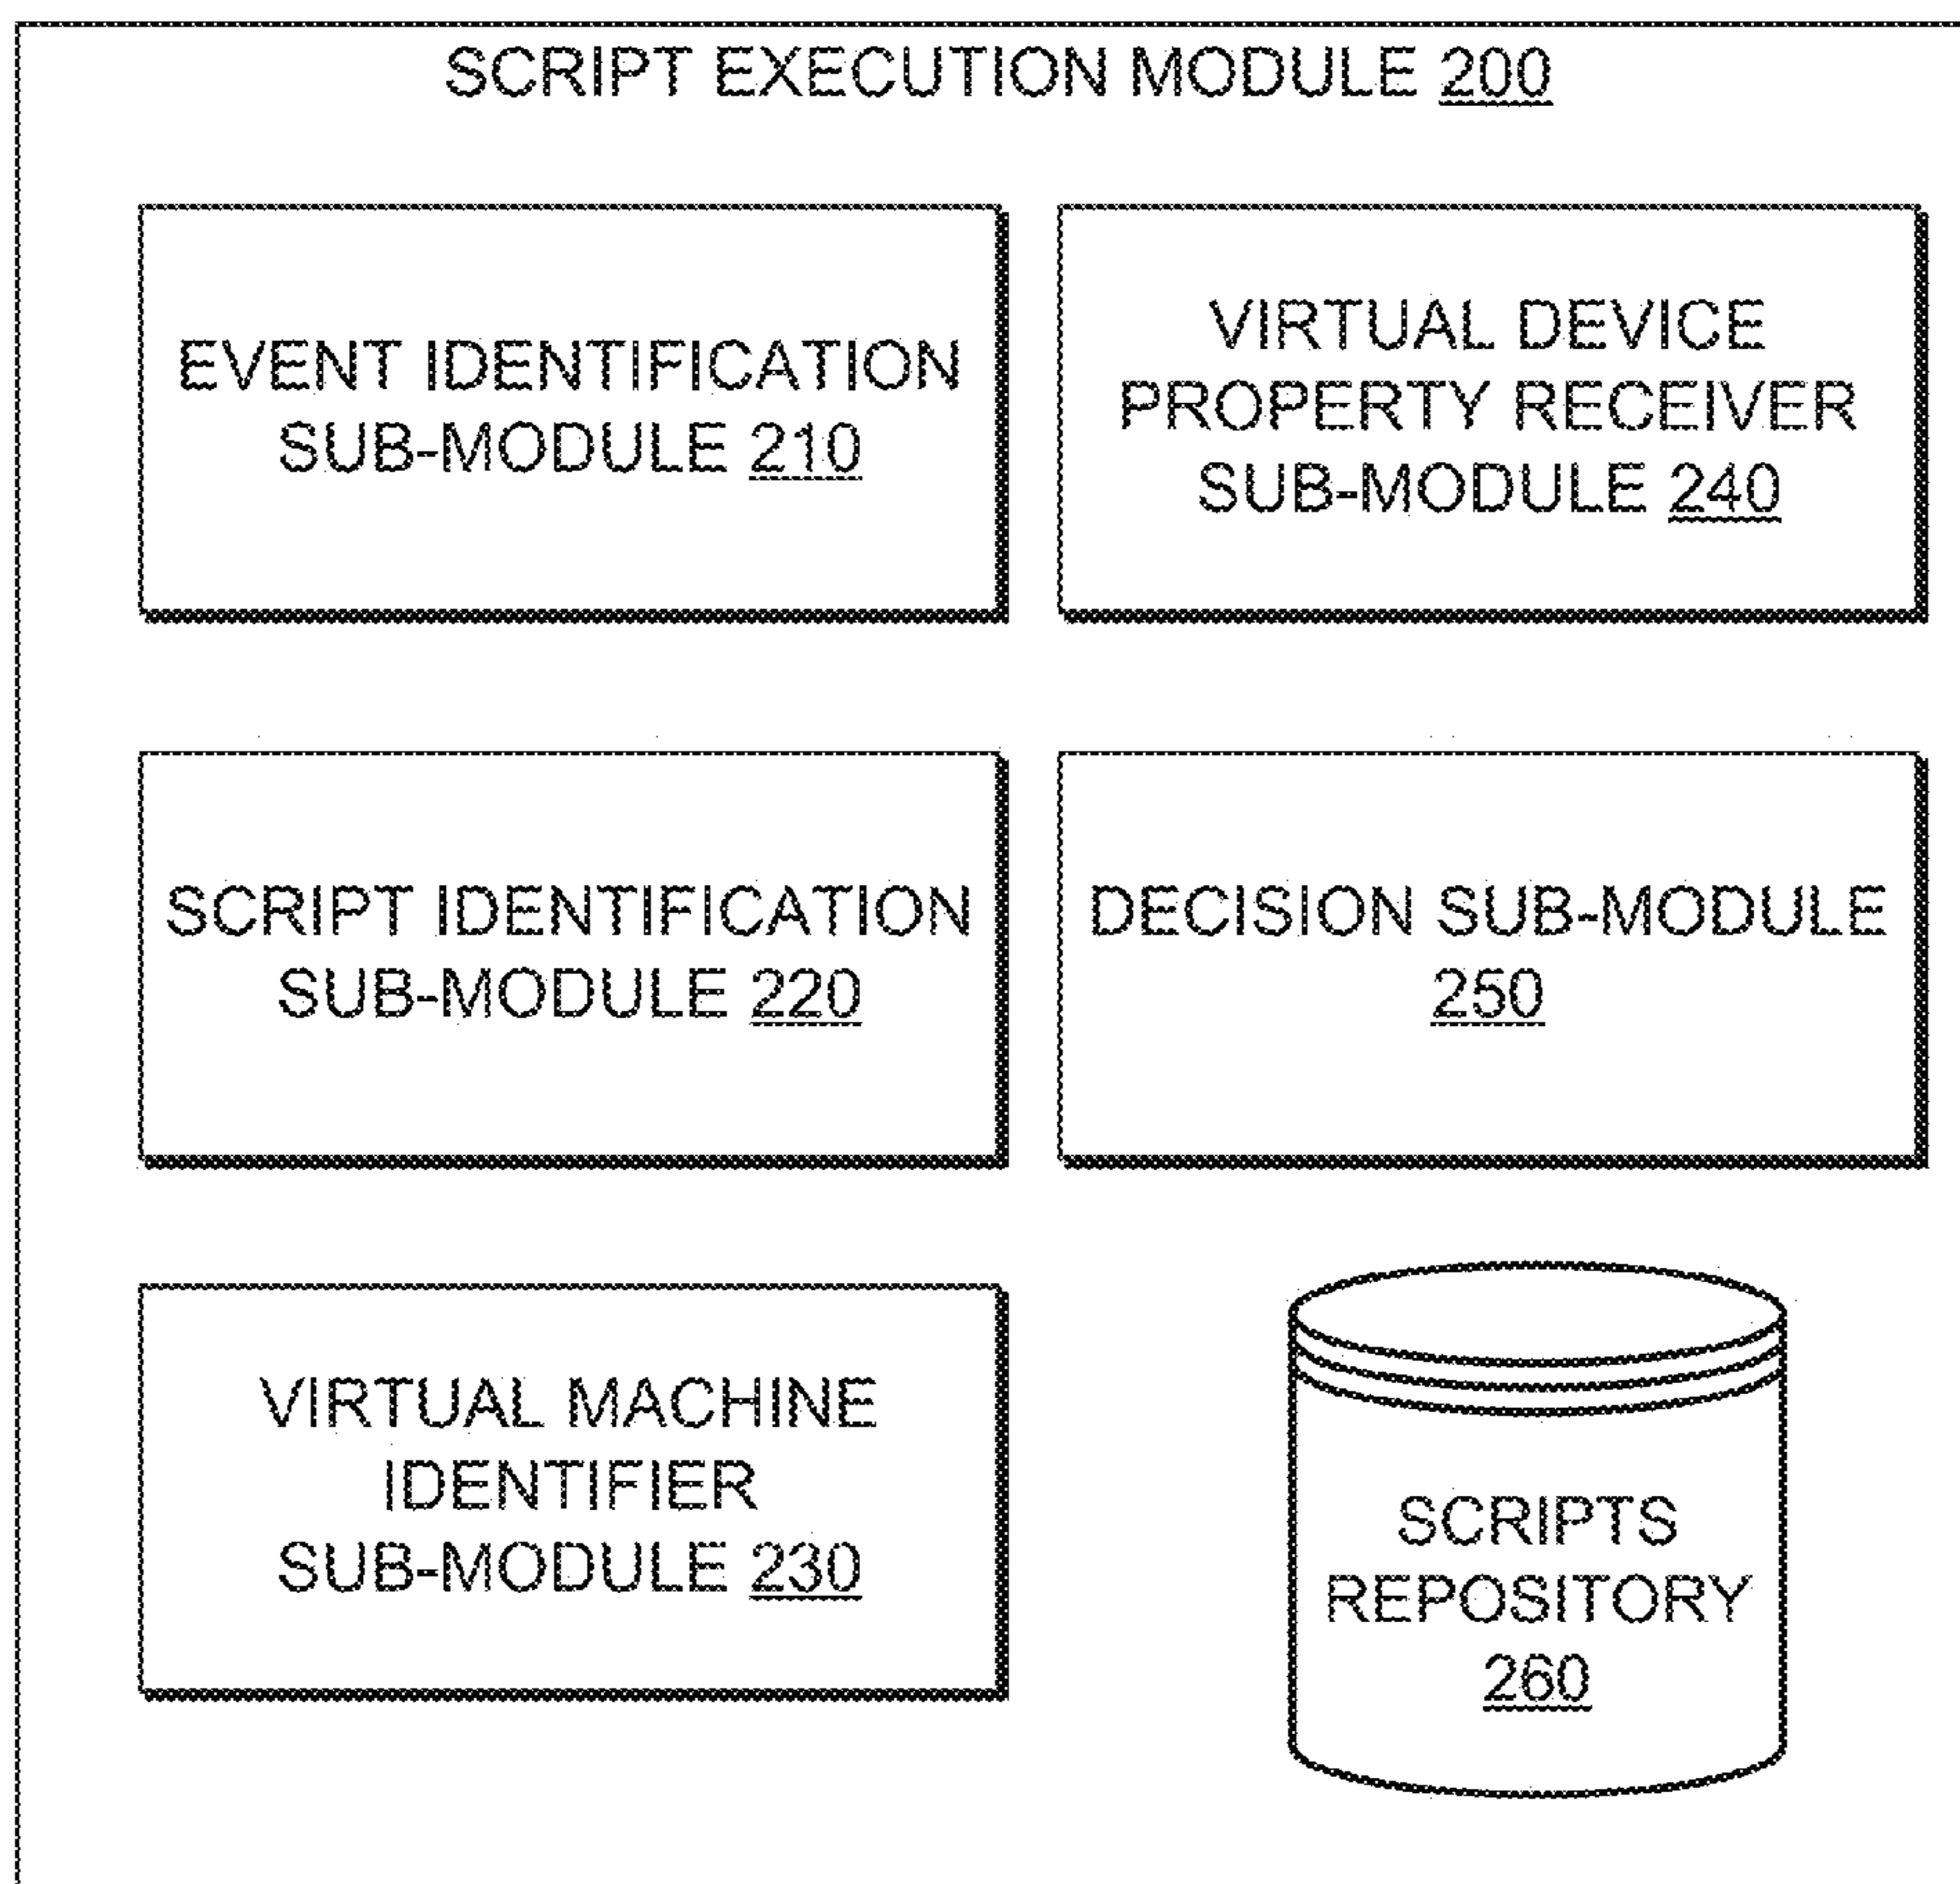 SCRIPT EXECUTION MODULE 200
EVENT IDENTIFICATION
SUB-MODULE 210
VIRTUAL DEVICE
PROPERTY RECEIVER
SUB-MODULE 240
SCRIPT IDENTIFICATION
SUB-MODULE 220
DECISION SUB-MODULE
250
VIRTUAL MACHINE
IDENTIFIER
SUB-MODULE 230
SCRIPTS
REPOSITORY
260